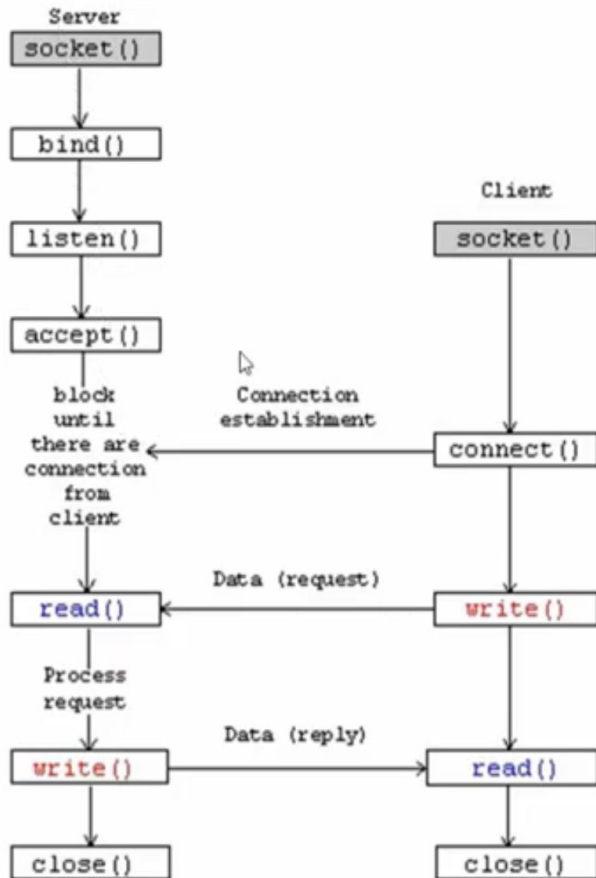 Server
socket()
bind()
Client
listen()
socket()
accept()
block
until
there are
connection
from
client
Connection
establishment
connect()
Data (request)
read()
write()
Process
request
Data (reply)
write()
read()
close()
close()